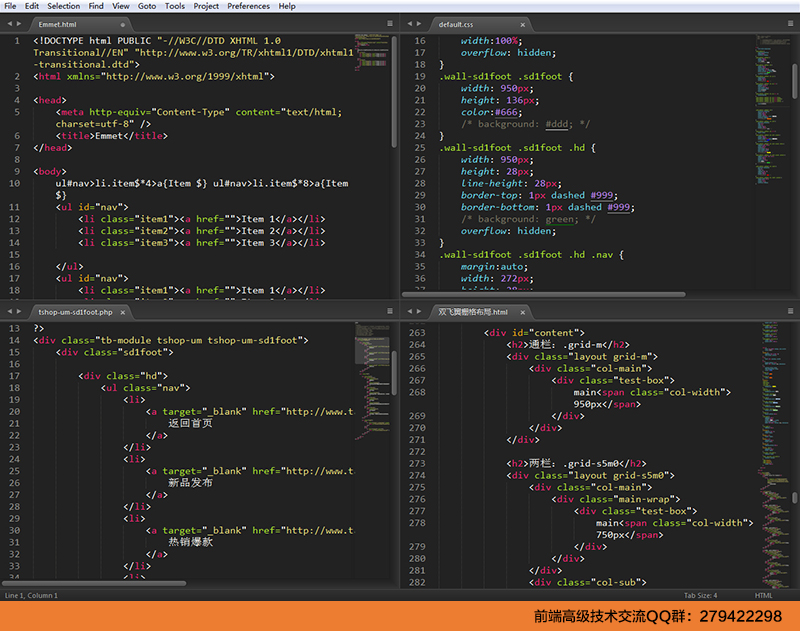 File Edit Selection Find View Goto Tools Project Preferences Help
Emmet.html
1 <!DOCTYPE html PUBLIC "-//W3C//DTD XHTML 1.0
Transitional//EN" "http://www.w3.org/TR/xhtml1/DTD/xhtml1
-transitional.dtd">
2 <html xmlns="http://www.w3.org/1999/xhtml">
3
4 <head>
5 <meta http-equiv="Content-Type" content="text/html;
charset=utf-8" />
6 <title>Emmet</title>
7 </head>
8
9 <body>
10 ul#nav>li.item$*4>a{Item $} ul#nav>li.item$*8>a{Item
$}
11 <ul id="nav">
12 <li class="item1"><a href="">Item 1</a></li>
13 <li class="item2"><a href="">Item 2</a></li>
14 <li class="item3"><a href="">Item 3</a></li>
15
16 </ul>
17 <ul id="nav">
18 <li class="item1"><a href="">Item 1</a></li>
default.css
16 width:100%;
17 overflow: hidden;
18 }
19 .wall-sd1foot .sd1foot {
20 width: 950px;
21 height: 136px;
22 color:#666;
23 /* background: #ddd; */
24 }
25 .wall-sd1foot .sd1foot .hd {
26 width: 950px;
27 height: 28px;
28 line-height: 28px;
29 border-top: 1px dashed #999;
30 border-bottom: 1px dashed #999;
31 /* background: green; */
32 overflow: hidden;
33 }
34 .wall-sd1foot .sd1foot .hd .nav {
35 margin:auto;
36 width: 272px;
37 height: 28px;
tshop-um-sd1foot.php
13 ?>
14 <div class="tb-module tshop-um tshop-um-sd1foot">
15 <div class="sd1foot">
16
17 <div class="hd">
18 <ul class="nav">
19 <li>
20 <a target="_blank" href="http://www.t
21 返回首页
22 </a>
23 </li>
24 <li>
25 <a target="_blank" href="http://www.t
26 新品发布
27 </a>
28 </li>
29 <li>
30 <a target="_blank" href="http://www.t
31 热销爆款
32 </a>
33 </li>
34 <li>
双飞翼栅格布局.html
263 <div id="content">
264 <h2>通栏: .grid-m</h2>
265 <div class="layout grid-m">
266 <div class="col-main">
267 <div class="test-box">
268 main<span class="col-width">
950px</span>
269 </div>
270 </div>
271 </div>
272
273 <h2>两栏: .grid-s5m0</h2>
274 <div class="layout grid-s5m0">
275 <div class="col-main">
276 <div class="main-wrap">
277 <div class="test-box">
278 main<span class="col-width">
750px</span>
279 </div>
280 </div>
281 </div>
282 <div class="col-sub">
Line 1, Column 1 Tab Size: 4 HTML
前端高级技术交流QQ群：279422298